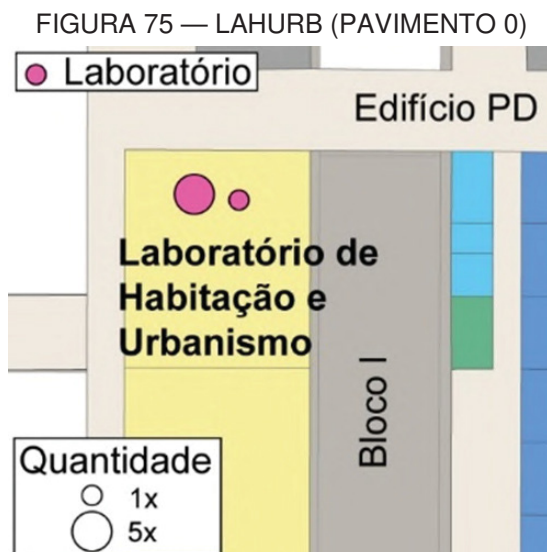 FIGURA 75 — LAHURB (PAVIMENTO 0)
Laboratório
Edifício PD
Laboratório de
Habitação e
Urbanismo
Bloco I
Quantidade
1x
5x